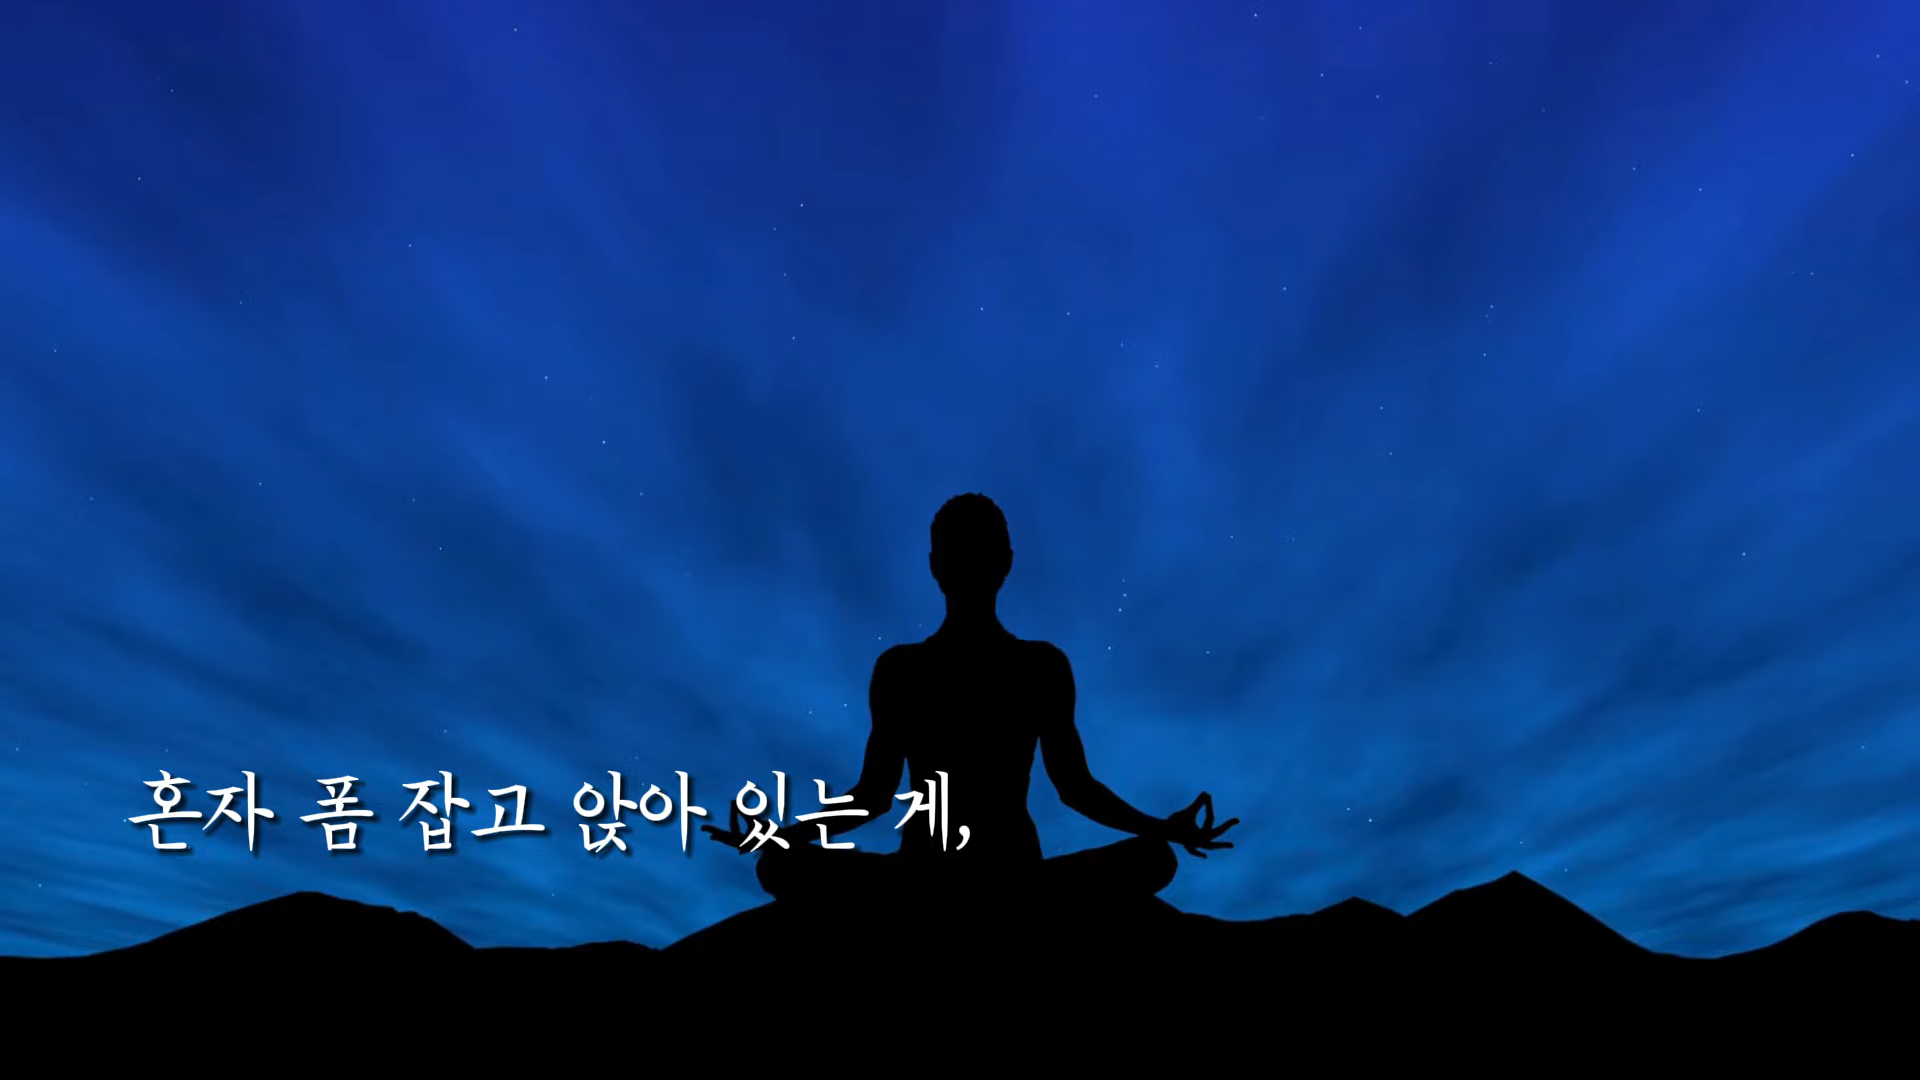 혼자 폼 잡고 앉아 있는 게,